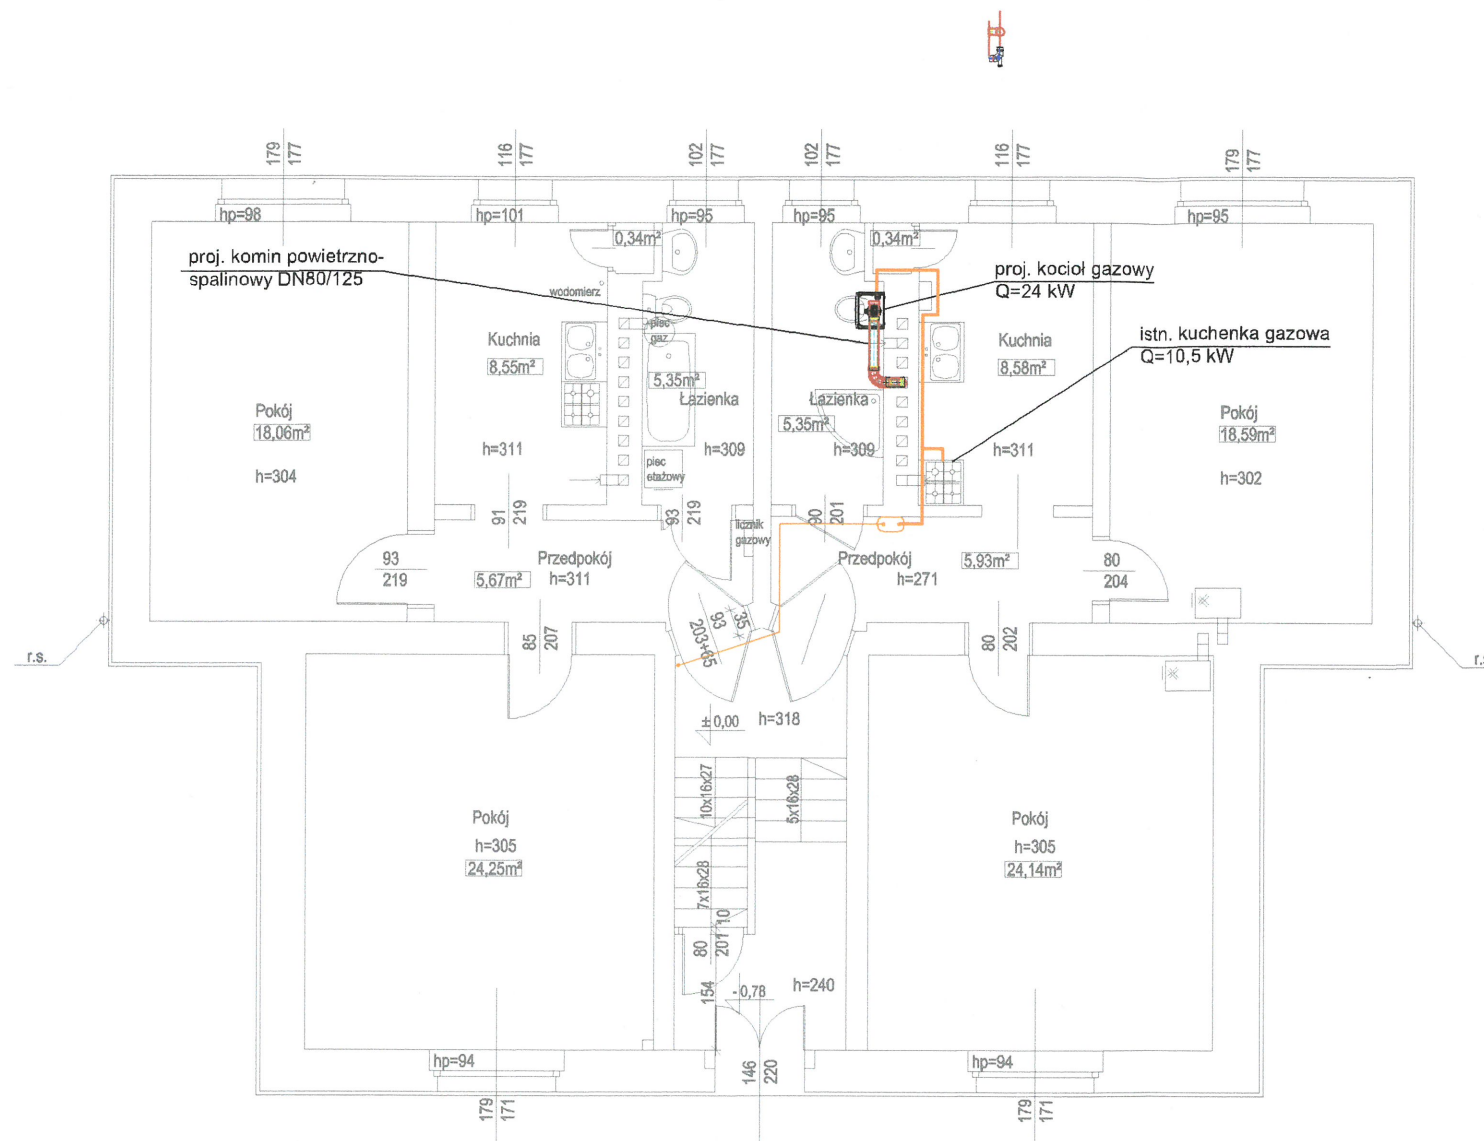 179
177
116
177
102
177
102
177
116
177
179
177
hp=98
hp=101
hp=95
hp=95
hp=95
0,34m²
0,34m²
proj. komin powietrzno-
spalinowy DN80/125
proj. kocioł gazowy
Q=24 kW
wodomierz
istn. kuchenka gazowa
Q=10,5 kW
piec
gaz
Kuchnia
8,55m²
Kuchnia
8,58m²
5,35m²
Łazienka
Łazienka
5,35m²
Pokój
18,06m²
h=304
Pokój
18,59m²
h=302
h=311
h=309
h=309
h=311
piec
etażowy
91
219
93
219
90
201
licznik
gazowy
93
219
Przedpokój
h=311
5,67m²
Przedpokój
h=271
5,93m²
80
204
35
93
203+65
85
207
80
202
r.s.
± 0,00
h=318
10x16x27
5x16x28
7x16x28
Pokój
h=305
24,25m²
Pokój
h=305
24,14m²
10
80
201
154
- 0,78
h=240
hp=94
hp=94
146
220
179
171
179
171